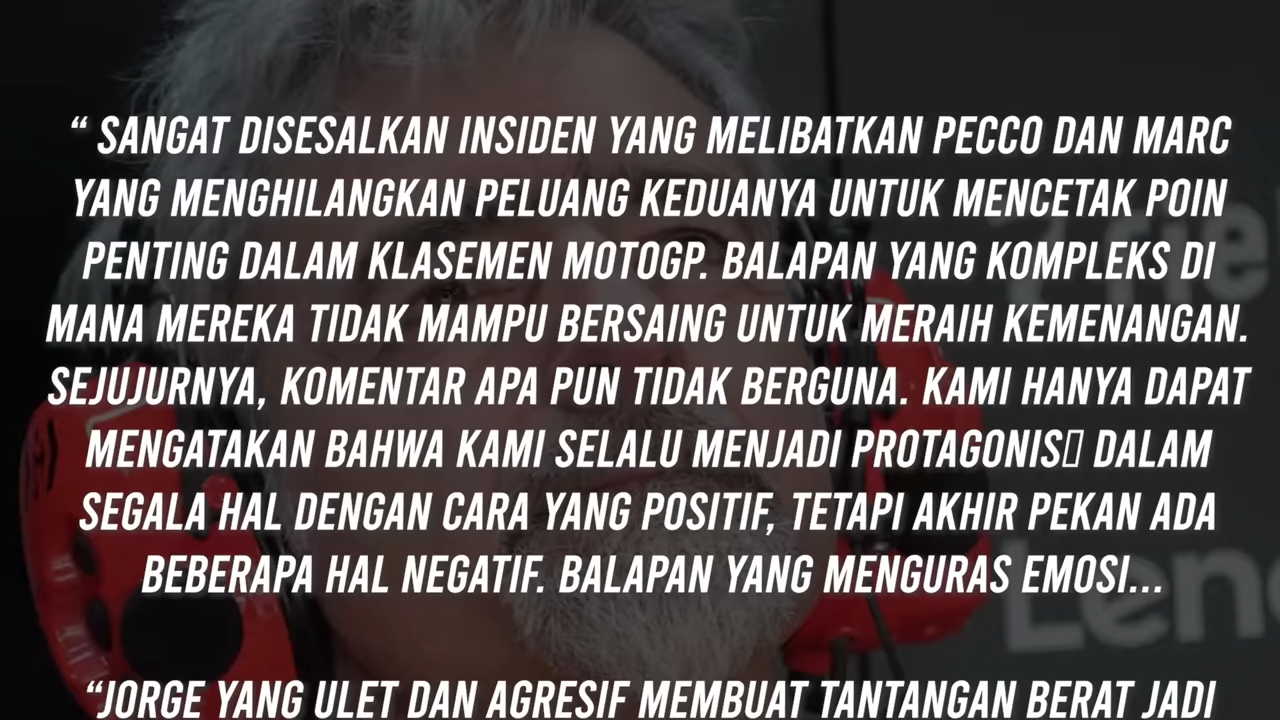 “ SANGAT DISESALKAN INSIDEN YANG MELIBATKAN PECCO DAN MARC
YANG MENGHILANGKAN PELUANG KEDUANYA UNTUK MENCETAK POIN
PENTING DALAM KLASEMEN MOTOGP. BALAPAN YANG KOMPLEKS DI
MANA MEREKA TIDAK MAMPU BERSAING UNTUK MERAIH KEMENANGAN.
SEJUJURNYA, KOMENTAR APA PUN TIDAK BERGUNA. KAMI HANYA DAPAT
MENGATAKAN BAHWA KAMI SELALU MENJADI PROTAGONIS▯ DALAM
SEGALA HAL DENGAN CARA YANG POSITIF, TETAPI AKHIR PEKAN ADA
BEBERAPA HAL NEGATIF. BALAPAN YANG MENGURAS EMOSI...
“JORGE YANG ULET DAN AGRESIF MEMBUAT TANTANGAN BERAT JADI